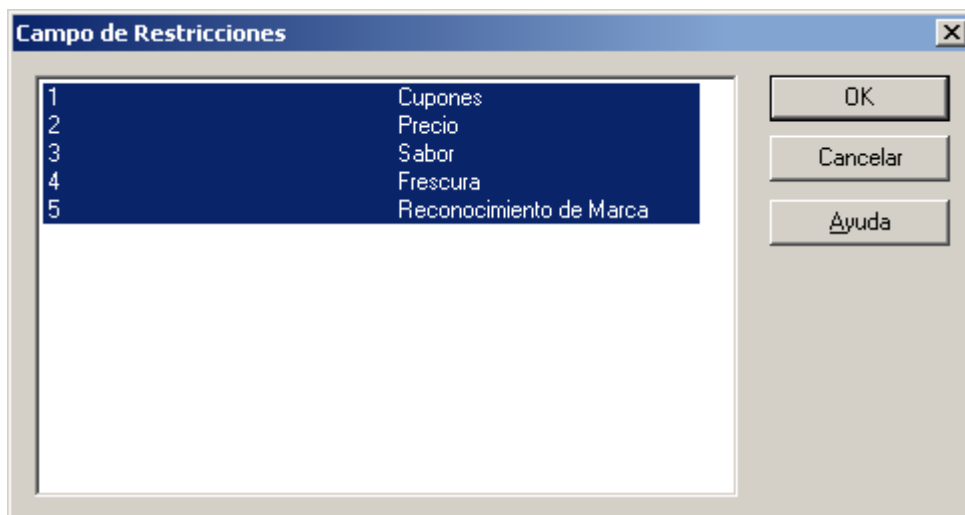 Campo de Restricciones
1 Cupones
2 Precio
3 Sabor
4 Frescura
5 Reconocimiento de Marca
OK
Cancelar
Ayuda